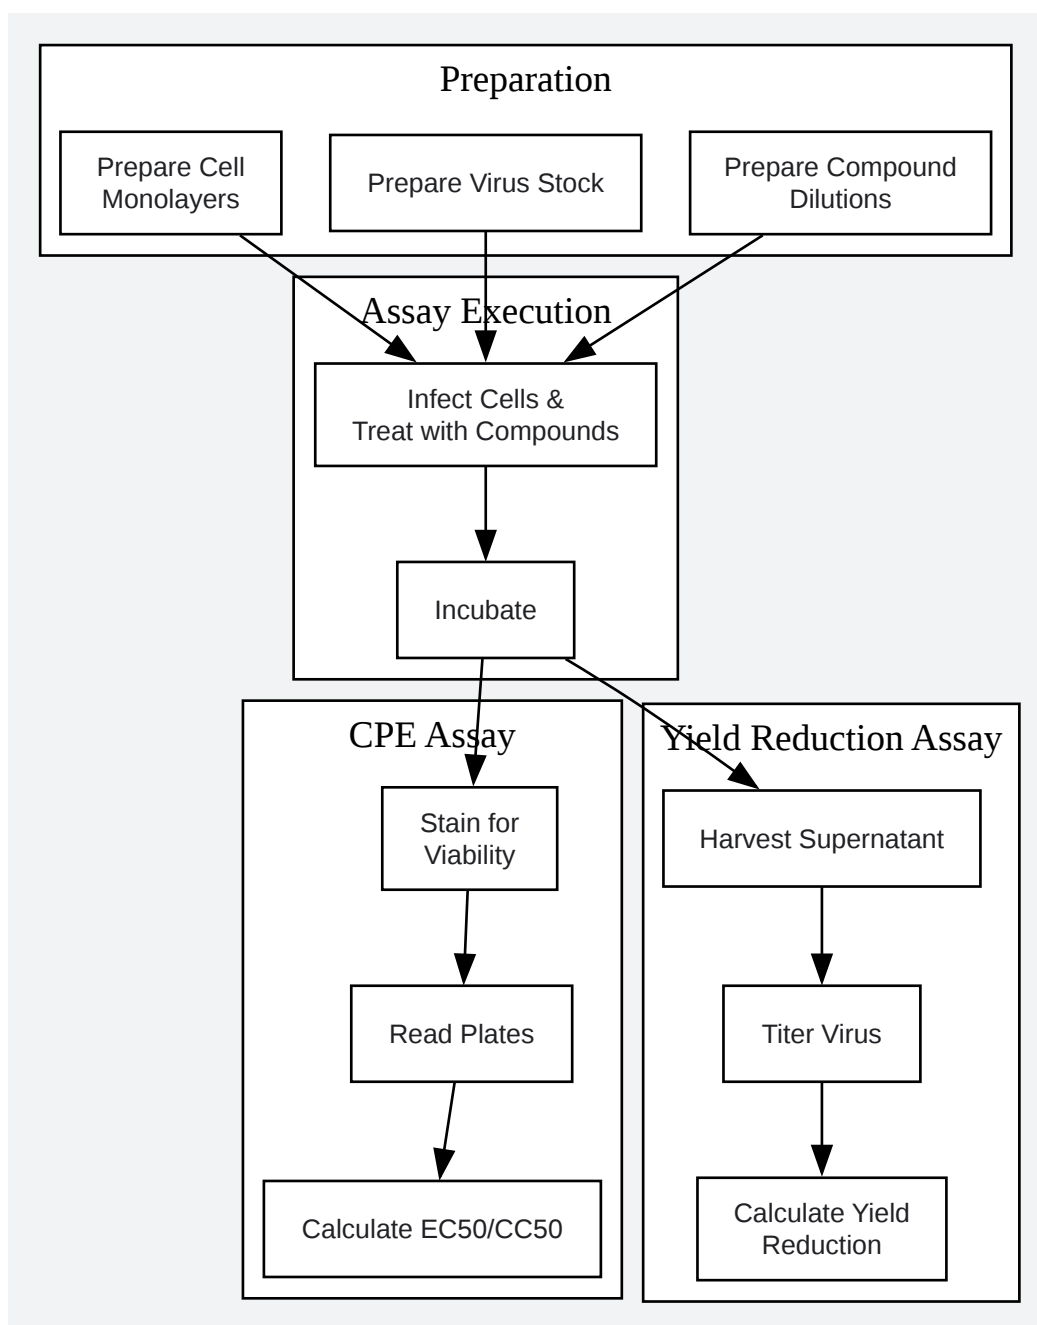 Preparation
Prepare Cell
Monolayers
Prepare Virus Stock
Prepare Compound
Dilutions
Assay Execution
Infect Cells &
Treat with Compounds
Incubate
CPE Assay
Stain for
Viability
Read Plates
Calculate EC50/CC50
Yield Reduction Assay
Harvest Supernatant
Titer Virus
Calculate Yield
Reduction